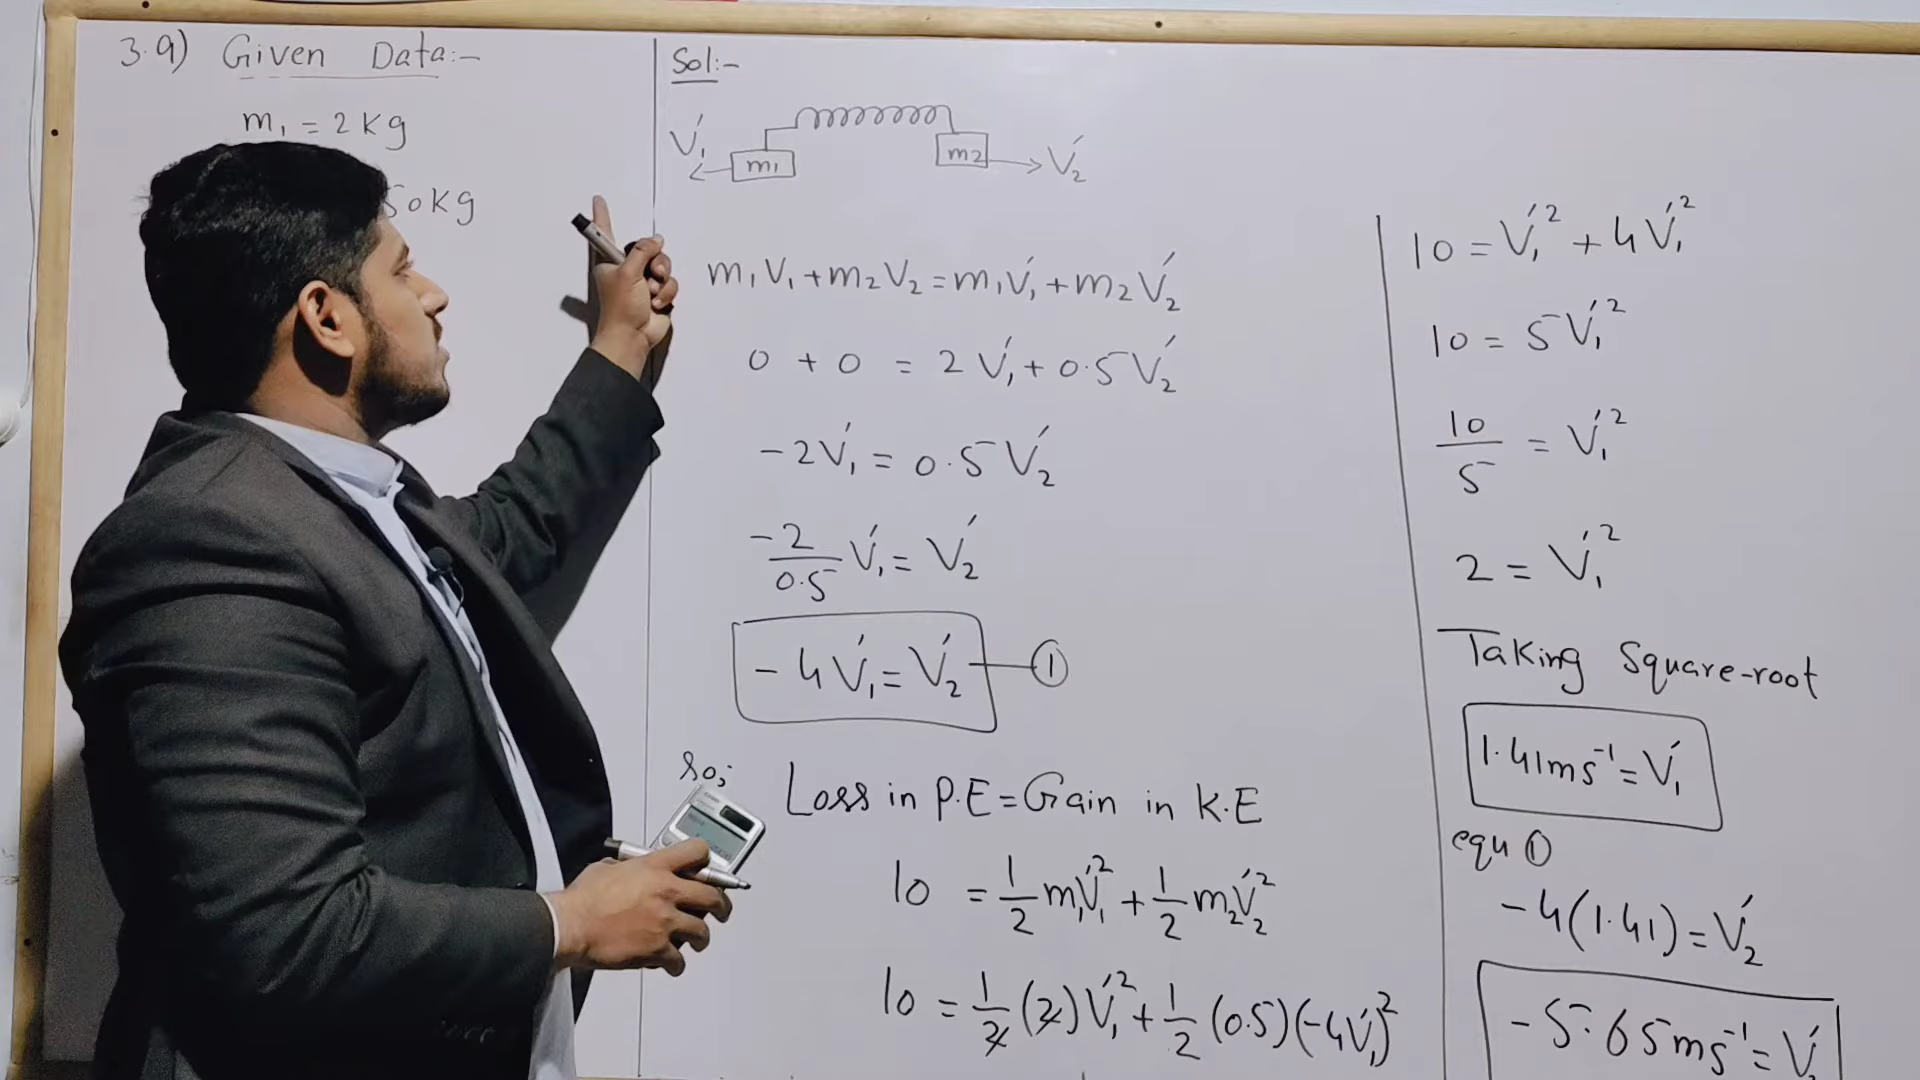 3.9) Given Data:-
m₁ = 2 kg
50 kg
Sol:-
V₁′
m₁
m₂
V₂′
m₁V₁ + m₂V₂ = m₁V₁′ + m₂V₂′
0 + 0 = 2V₁′ + 0.5V₂′
-2V₁′ = 0.5V₂′
-2/0.5 V₁′ = V₂′
-4V₁′ = V₂′ — ①
so; Loss in P.E = Gain in K.E
10 = 1/2 m₁V₁′² + 1/2 m₂V₂′²
10 = 1/2 (2) V₁′² + 1/2 (0.5)(-4V₁′)²
10 = V₁′² + 4V₁′²
10 = 5V₁′²
10/5 = V₁′²
2 = V₁′²
Taking Square-root
1.41 ms⁻¹ = V₁′
equ ①
-4(1.41) = V₂′
-5.65 ms⁻¹ = V₂′